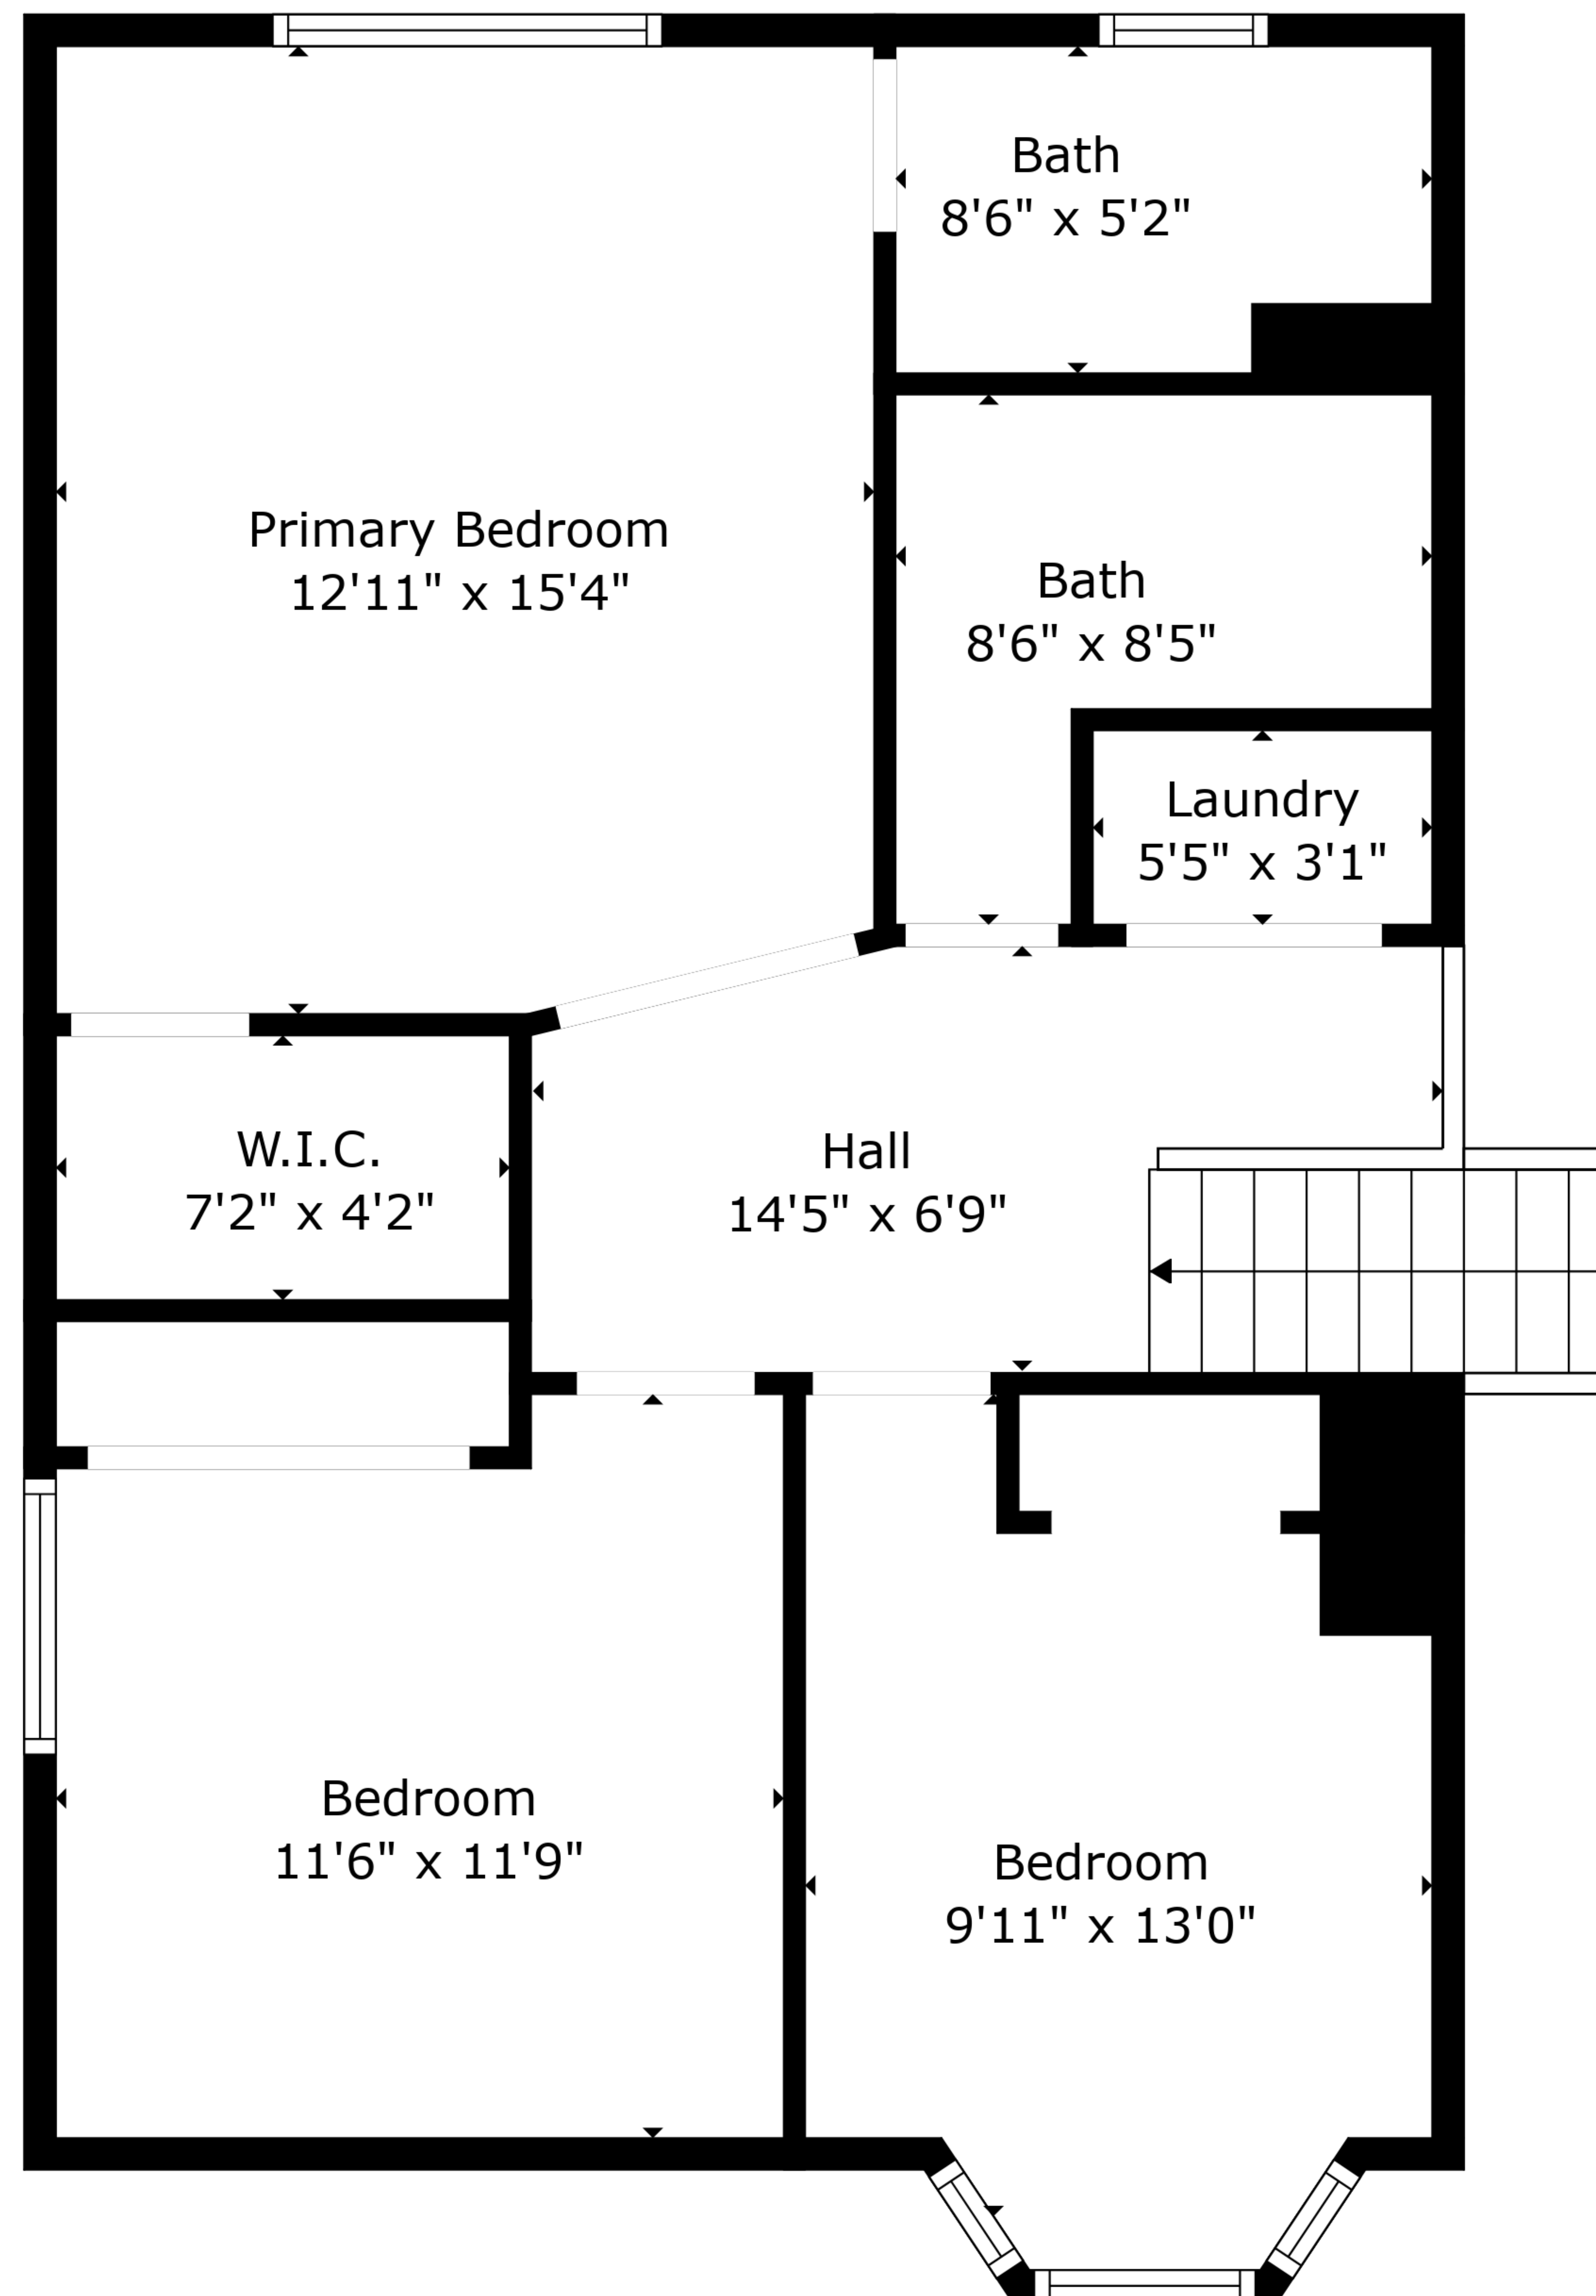 Bath
8'6" x 5'2"
Primary Bedroom
12'11" x 15'4"
Bath
8'6" x 8'5"
Laundry
5'5" x 3'1"
W.I.C.
7'2" x 4'2"
Hall
14'5" x 6'9"
Bedroom
11'6" x 11'9"
Bedroom
9'11" x 13'0"